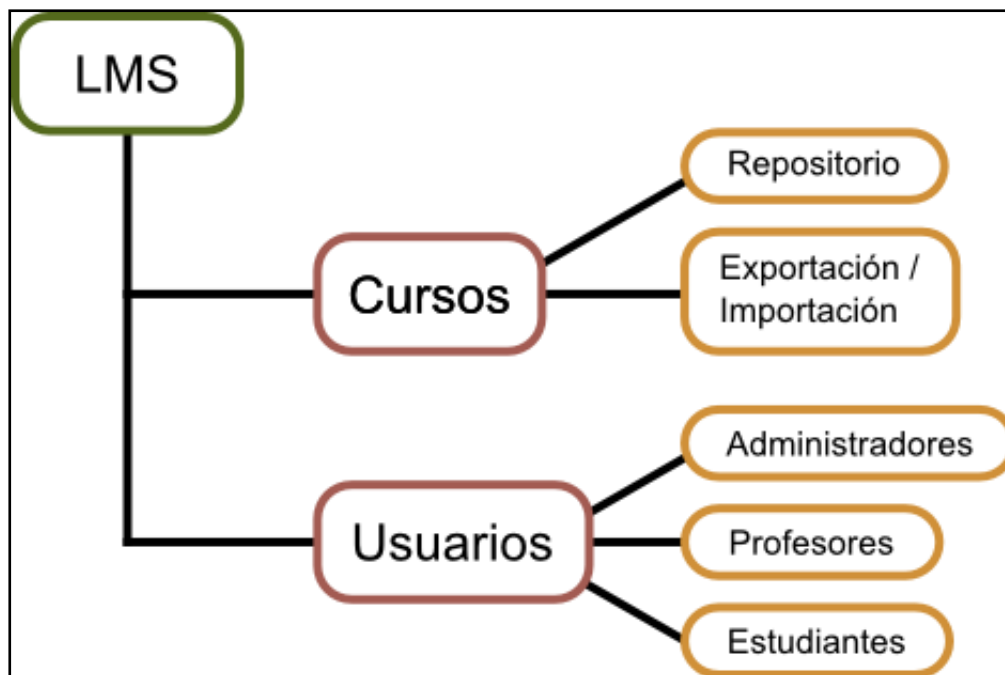 LMS
Repositorio
Cursos
Exportación /
Importación
Administradores
Usuarios
Profesores
Estudiantes